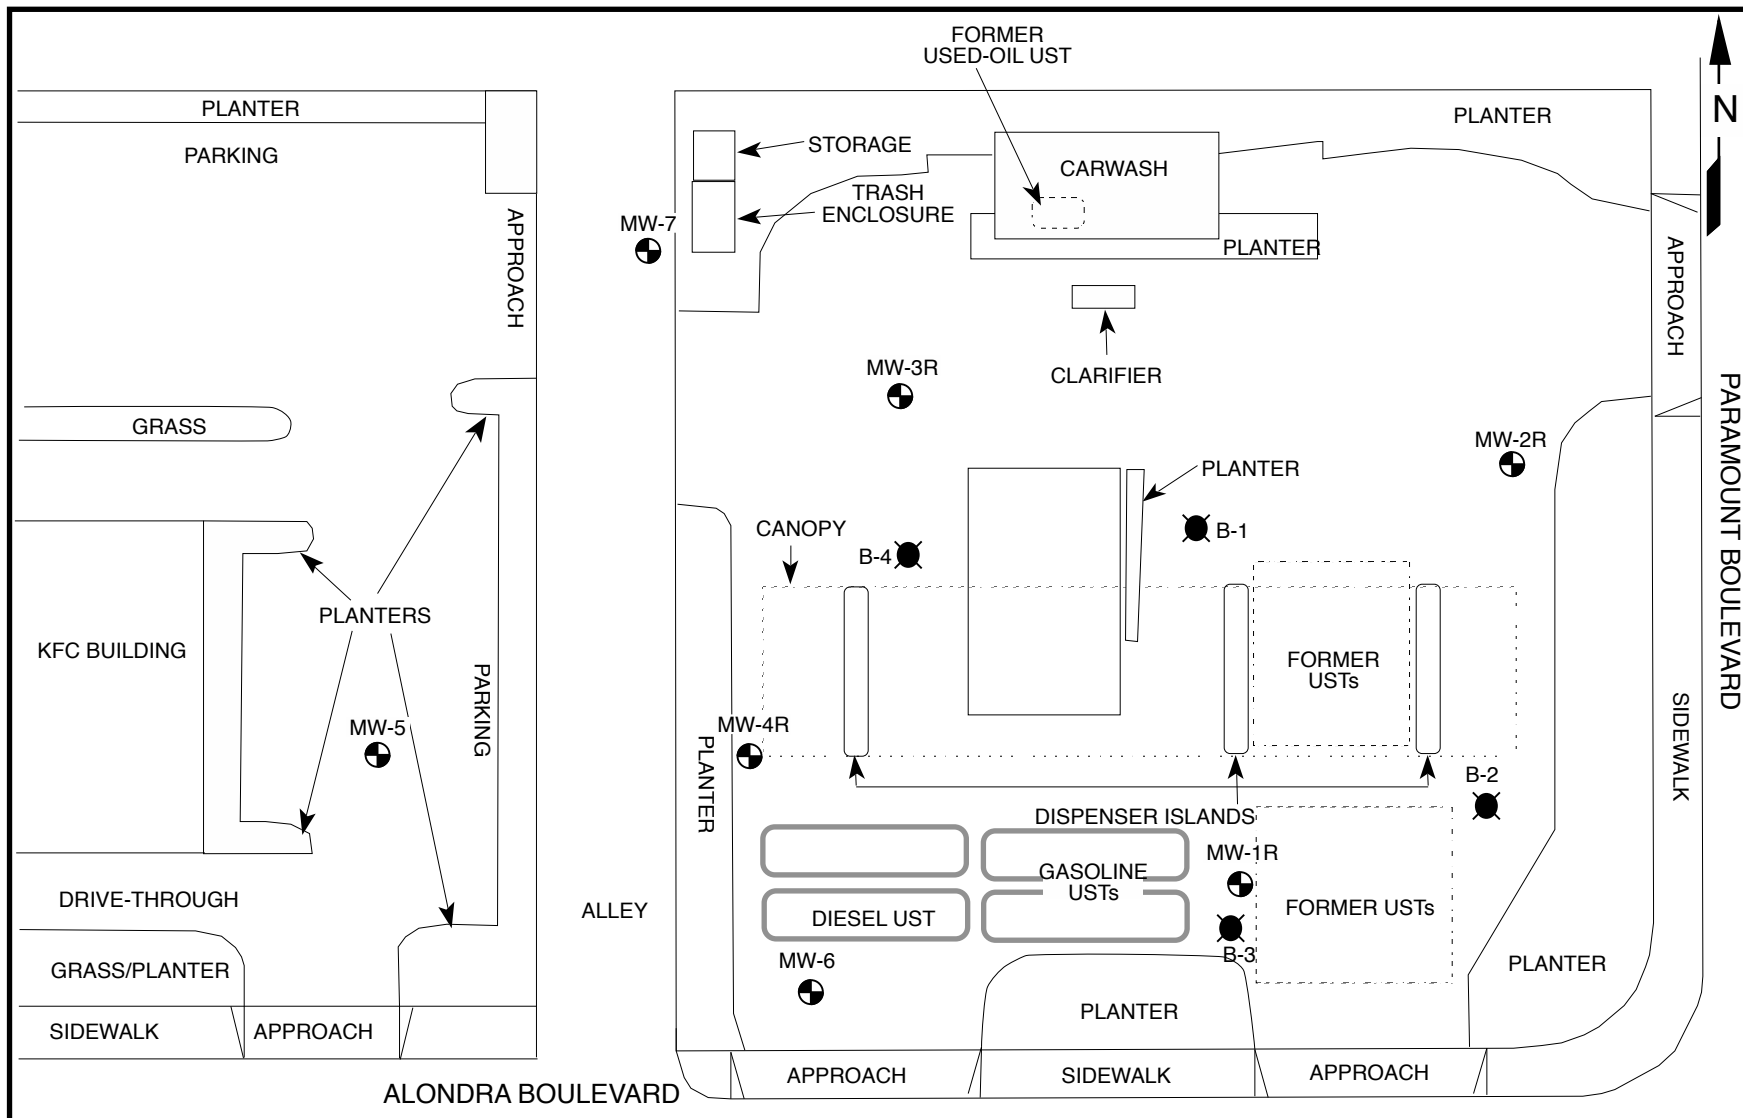 FORMER
USED-OIL UST
N
PLANTER
PLANTER
PARKING
STORAGE
CARWASH
TRASH
ENCLOSURE
APPROACH
MW-7
PLANTER
APPROACH
MW-3R
CLARIFIER
GRASS
MW-2R
PLANTER
PARAMOUNT BOULEVARD
CANOPY
B-4
B-1
PLANTERS
KFC BUILDING
FORMER
USTs
PARKING
SIDEWALK
MW-5
MW-4R
PLANTER
B-2
DISPENSER ISLANDS
MW-1R
GASOLINE
USTs
DRIVE-THROUGH
ALLEY
DIESEL UST
FORMER USTs
B-3
MW-6
GRASS/PLANTER
PLANTER
PLANTER
SIDEWALK
APPROACH
APPROACH
SIDEWALK
APPROACH
ALONDRA BOULEVARD